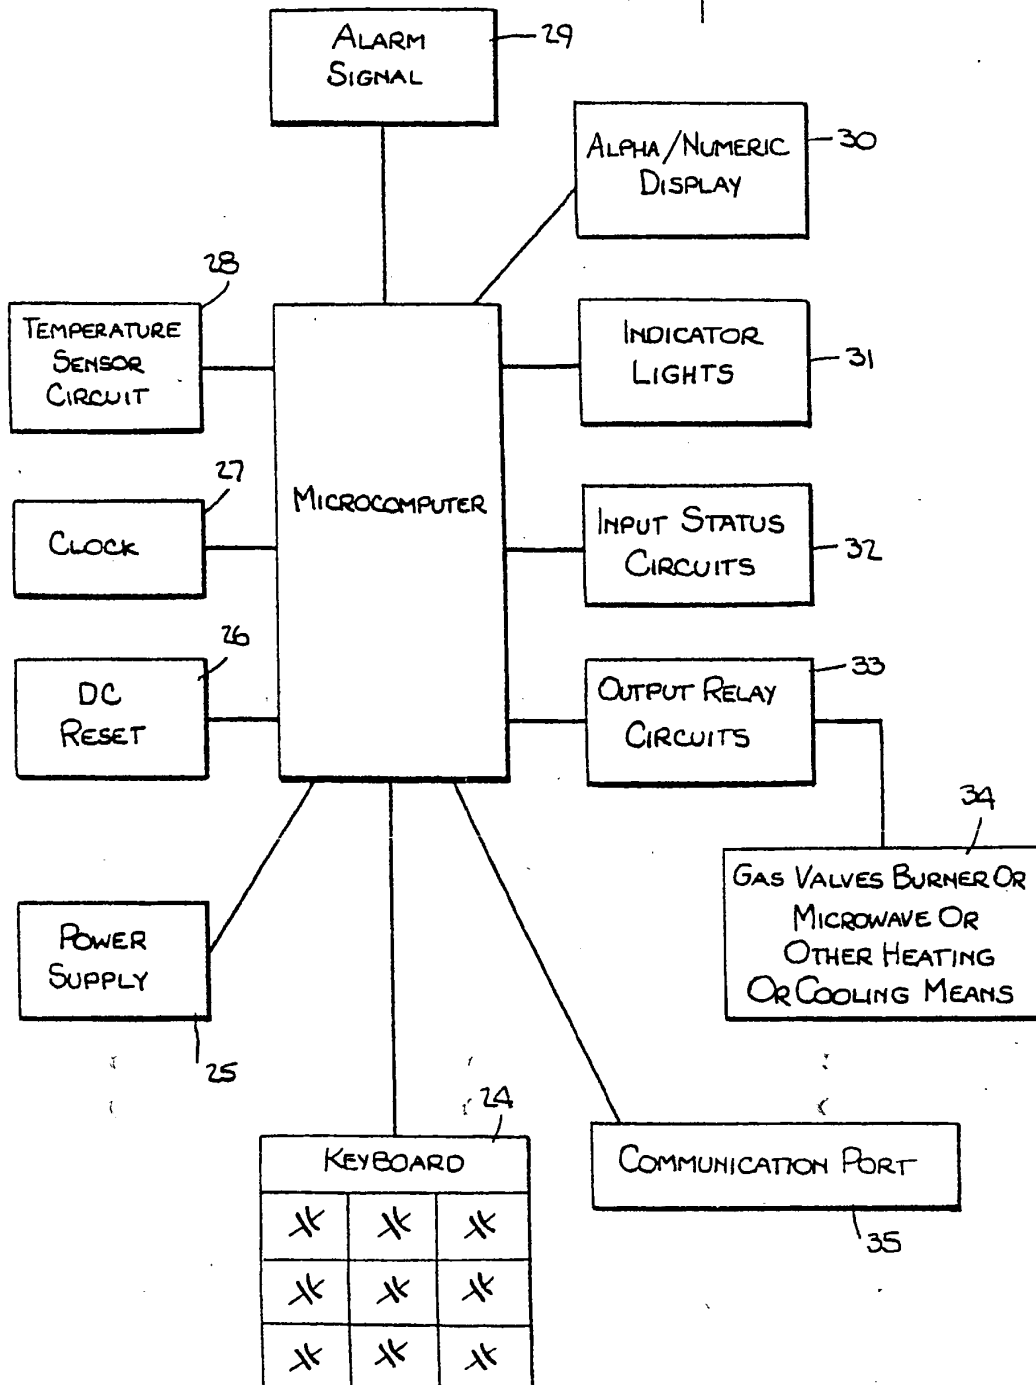 ALARM
SIGNAL
29
ALPHA/NUMERIC
DISPLAY
30
28
TEMPERATURE
SENSOR
CIRCUIT
INDICATOR
LIGHTS
31
27
CLOCK
MICROCOMPUTER
INPUT STATUS
CIRCUITS
32
26
DC
RESET
OUTPUT RELAY
CIRCUITS
33
34
GAS VALVES BURNER OR
MICROWAVE OR
OTHER HEATING
OR COOLING MEANS
POWER
SUPPLY
25
24
KEYBOARD
COMMUNICATION PORT
35